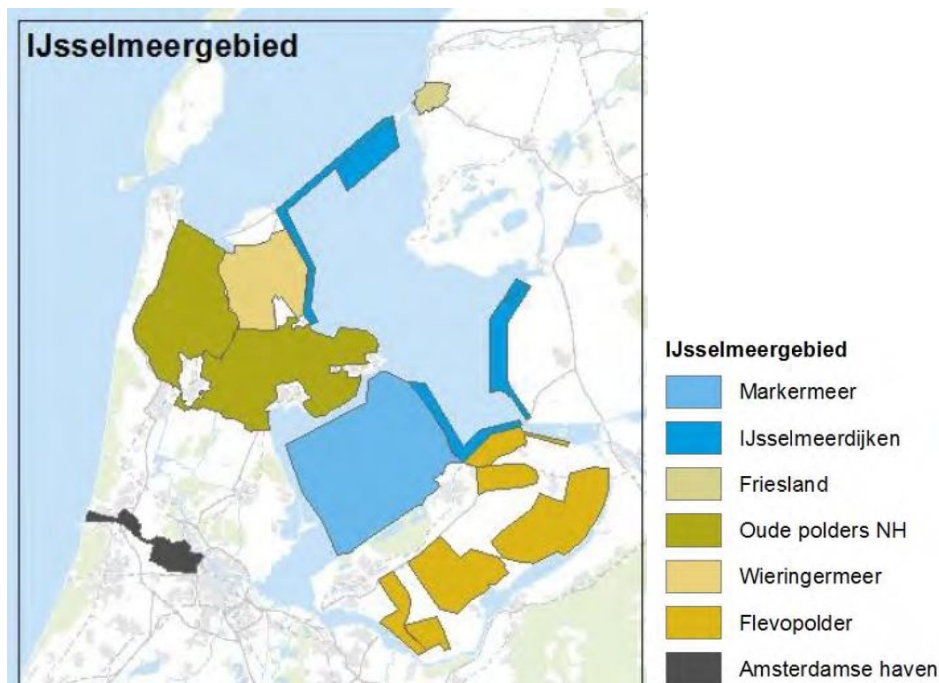 IJsselmeergebied
IJsselmeergebied
Markermeer
IJsselmeerdijken
Friesland
Oude polders NH
Wieringermeer
Flevopolder
Amsterdamse haven